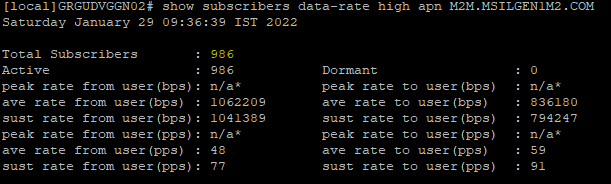 [local]GRGUDVGGN02# show subscribers data-rate high apn M2M.MSILGEN1M2.COM
Saturday January 29 09:36:39 IST 2022
Total Subscribers : 986
Active : 986 Dormant : 0
peak rate from user(bps): n/a* peak rate to user(bps) : n/a*
ave rate from user(bps) : 1062209 ave rate to user(bps) : 836180
sust rate from user(bps): 1041389 sust rate to user(bps) : 794247
peak rate from user(pps): n/a* peak rate to user(pps) : n/a*
ave rate from user(pps) : 48 ave rate to user(pps) : 59
sust rate from user(pps): 77 sust rate to user(pps) : 91